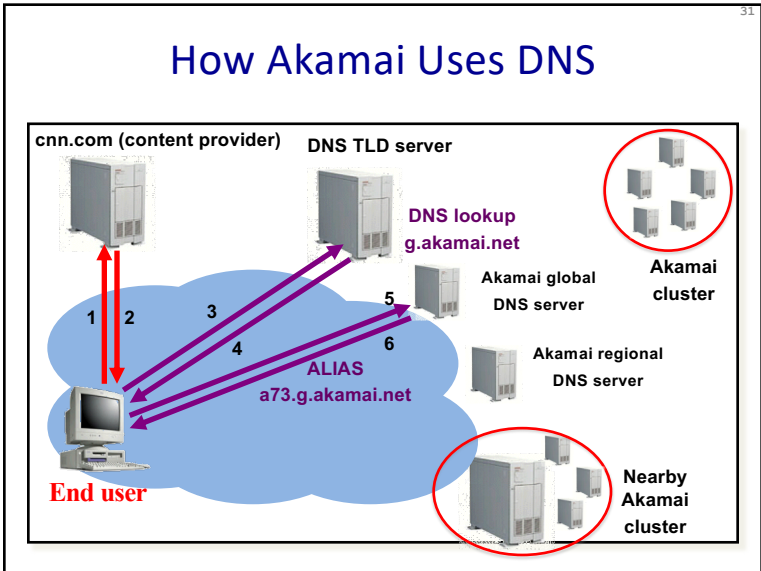 31
How Akamai Uses DNS
cnn.com (content provider)
DNS TLD server
DNS lookup
g.akamai.net
Akamai
cluster
Akamai global
DNS server
1
2
3
4
5
6
ALIAS
a73.g.akamai.net
Akamai regional
DNS server
End user
Nearby
Akamai
cluster